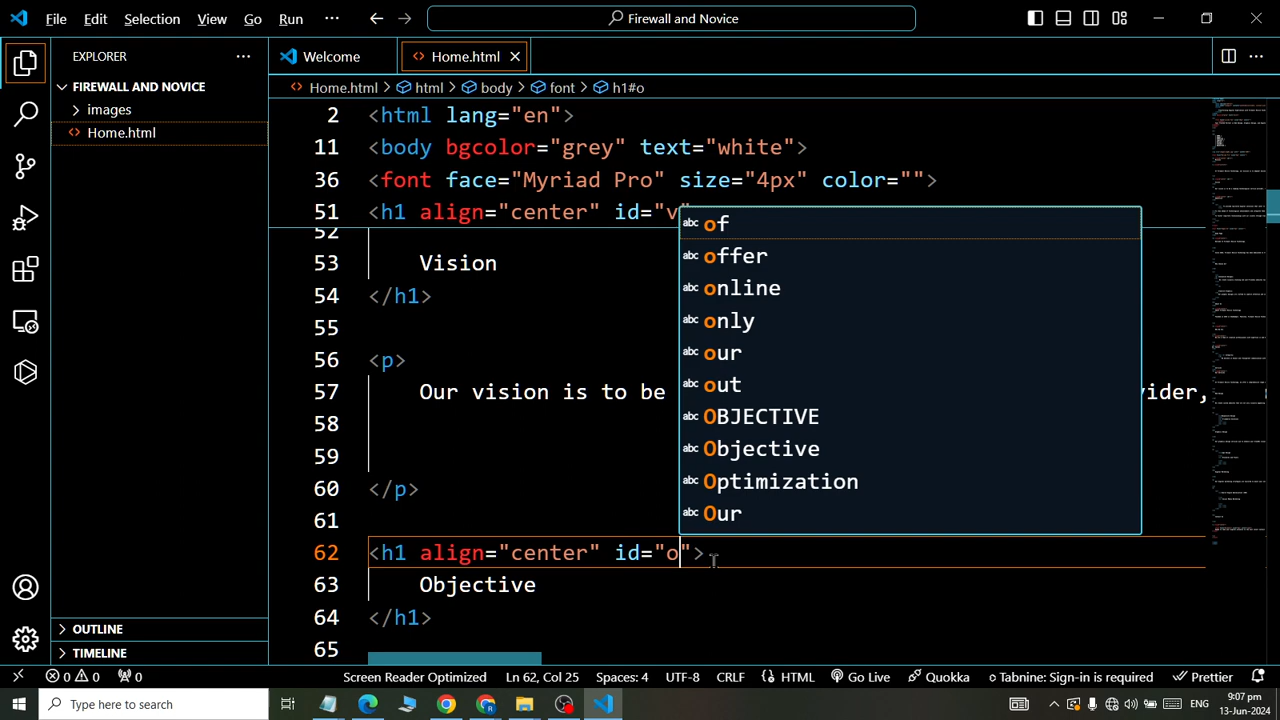 File Edit Selection View Go Run ··· Firewall and Novice
EXPLORER ···
FIREWALL AND NOVICE
images
Home.html
Welcome
Home.html
Home.html > html > body > font > h1#o
2 <html lang="en">
11 <body bgcolor="grey" text="white">
36 <font face="Myriad Pro" size="4px" color="">
51 <h1 align="center" id="v"
52
53 Vision
54 </h1>
55
56 <p>
57 Our vision is to be vider,
58
59
60 </p>
61
62 <h1 align="center" id="o">
63 Objective
64 </h1>
65
abc of
abc offer
abc online
abc only
abc our
abc out
abc OBJECTIVE
abc Objective
abc Optimization
abc Our
OUTLINE
TIMELINE
0 0 0 Screen Reader Optimized Ln 62, Col 25 Spaces: 4 UTF-8 CRLF HTML Go Live Quokka Tabnine: Sign-in is required Prettier
Type here to search
ENG
9:07 pm
13-Jun-2024